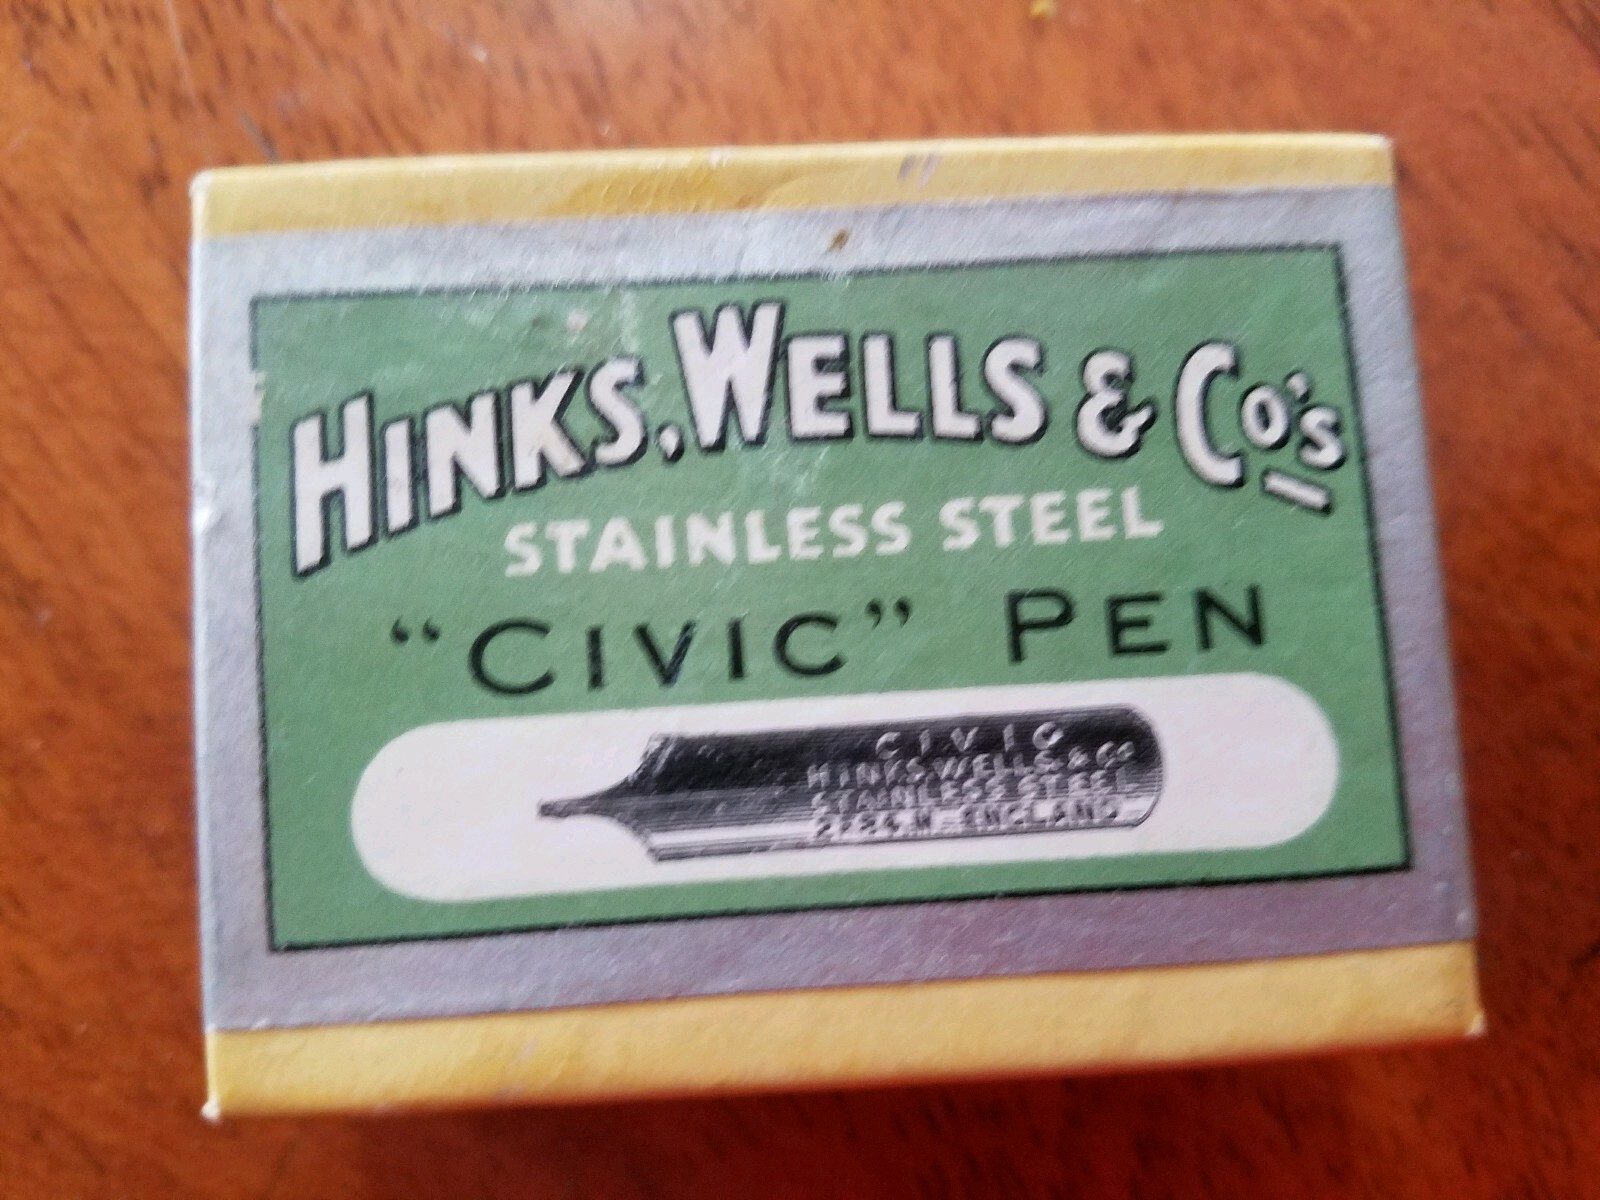 HINKS, WELLS & Co's
STAINLESS STEEL
"CIVIC" PEN
CIVIC
HINKS WELLS & Co
STAINLESS STEEL
ENGLAND